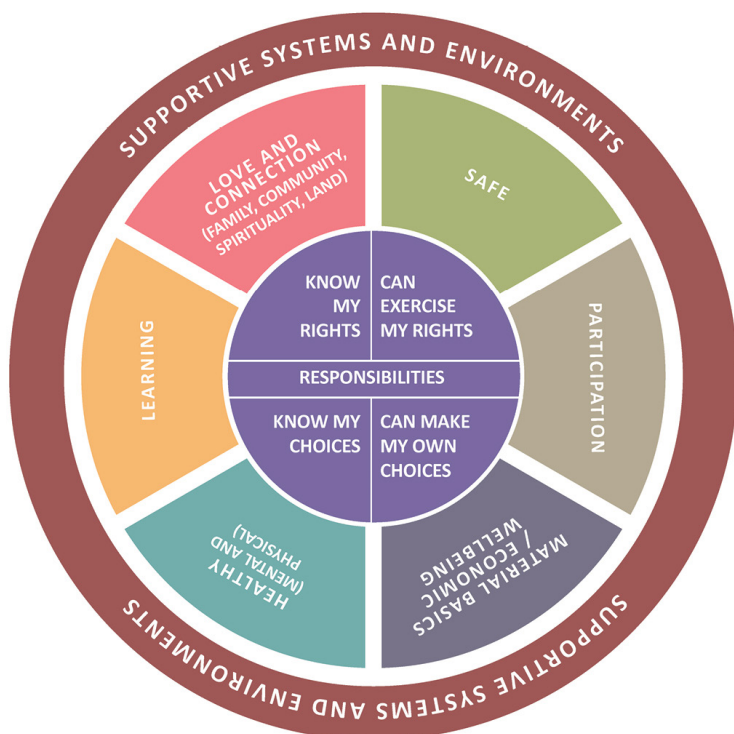 SUPPORTIVE SYSTEMS AND ENVIRONMENTS
LOVE AND
CONNECTION
(FAMILY, COMMUNITY,
SPIRITUALITY, LAND)
SAFE
PARTICIPATION
MATERIAL BASICS
/ ECONOMIC
WELLBEING
HEALTHY
(MENTAL AND
PHYSICAL)
LEARNING
KNOW
MY
RIGHTS
CAN
EXERCISE
MY RIGHTS
RESPONSIBILITIES
KNOW MY
CHOICES
CAN MAKE
MY OWN
CHOICES
SUPPORTIVE SYSTEMS AND ENVIRONMENTS